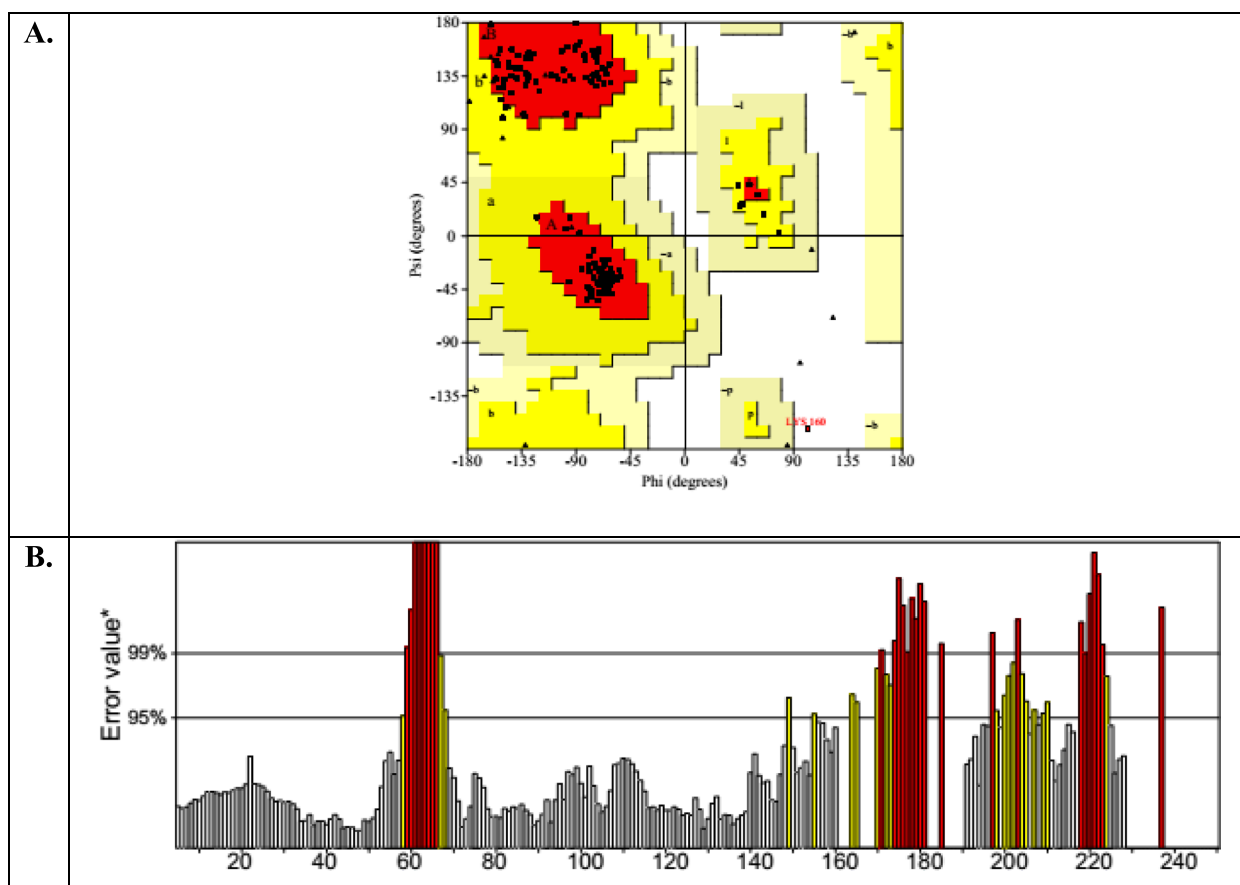 A.
180
B
b
~b
~b
b
135
b
~b
~l
90
l
45
a
A
0
~a
-45
-90
-135
~b
b
~p
p
~b
LYS 160
-180 -135 -90 -45 0 45 90 135 180
Psi (degrees)
Phi (degrees)
B.
Error value*
99%
95%
20 40 60 80 100 120 140 160 180 200 220 240